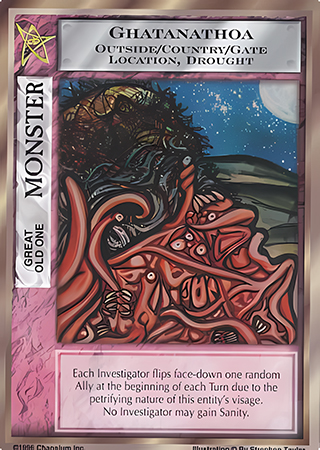 GHATANATHOA
OUTSIDE/COUNTRY/GATE
LOCATION, DROUGHT
MONSTER
GREAT
OLD ONE
Each Investigator flips face-down one random
Ally at the beginning of each Turn due to the
petrifying nature of this entity's visage.
No Investigator may gain Sanity.
©1996 Chaosium Inc.
Illustration © By Stephen Taylor